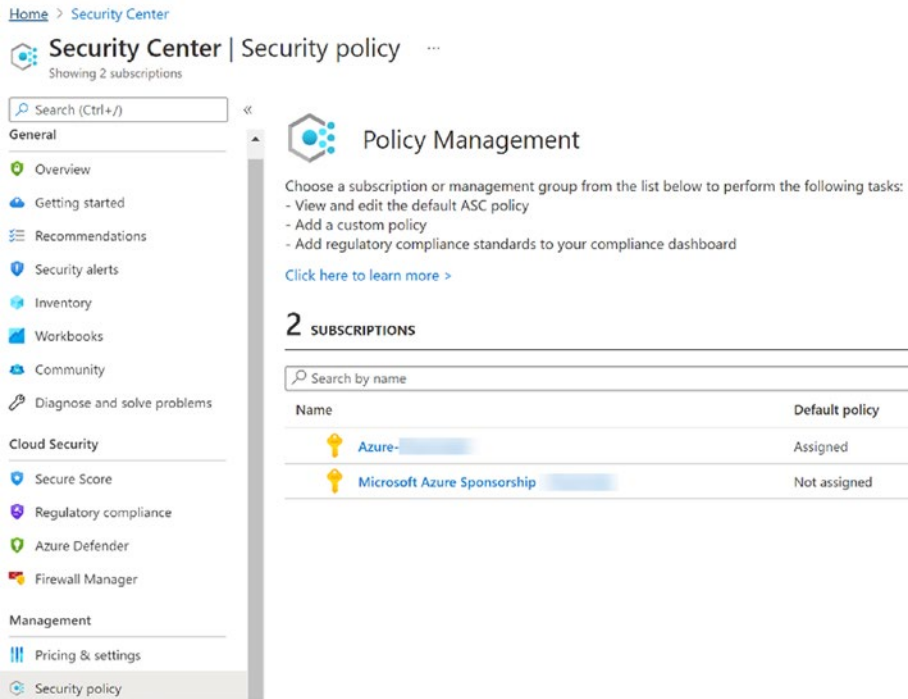 Home > Security Center
Security Center | Security policy ...
Showing 2 subscriptions
Search (Ctrl+/)
«
General
Overview
Getting started
Recommendations
Security alerts
Inventory
Workbooks
Community
Diagnose and solve problems
Cloud Security
Secure Score
Regulatory compliance
Azure Defender
Firewall Manager
Management
Pricing & settings
Security policy
Policy Management
Choose a subscription or management group from the list below to perform the following tasks:
- View and edit the default ASC policy
- Add a custom policy
- Add regulatory compliance standards to your compliance dashboard
Click here to learn more >
2 SUBSCRIPTIONS
Search by name
Name Default policy
Azure- Assigned
Microsoft Azure Sponsorship Not assigned